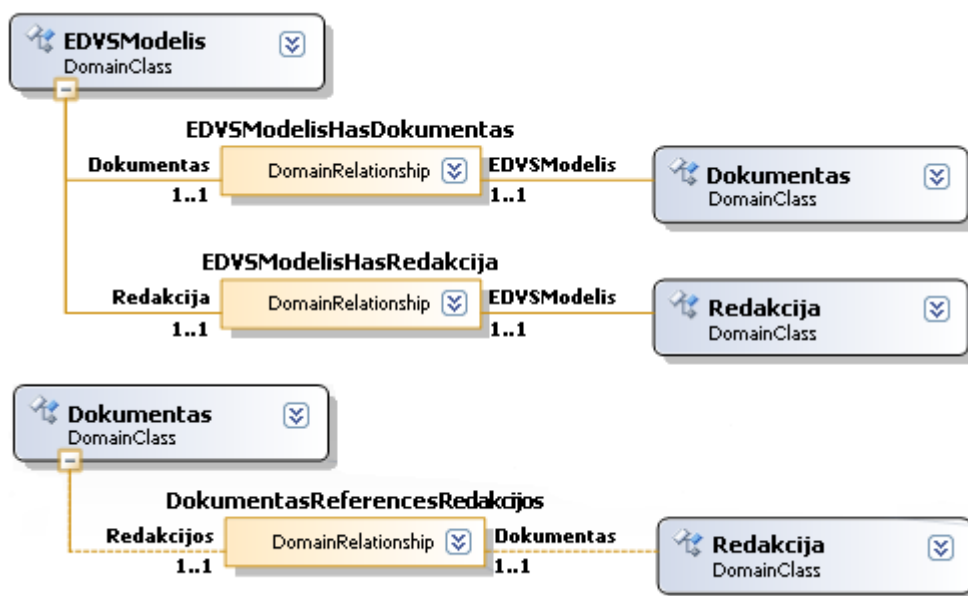 EDVSModelis
DomainClass
EDVSModelisHasDokumentas
Dokumentas DomainRelationship EDVSModelis
1..1 1..1
Dokumentas
DomainClass
EDVSModelisHasRedakcija
Redakcija DomainRelationship EDVSModelis
1..1 1..1
Redakcija
DomainClass
Dokumentas
DomainClass
DokumentasReferencesRedakcijos
Redakcijos DomainRelationship Dokumentas
1..1 1..1
Redakcija
DomainClass